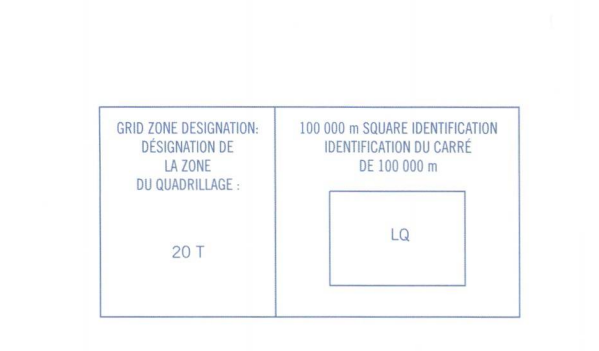 GRID ZONE DESIGNATION:
DÉSIGNATION DE
LA ZONE
DU QUADRILLAGE :
20 T
100 000 m SQUARE IDENTIFICATION
IDENTIFICATION DU CARRÉ
DE 100 000 m
LQ